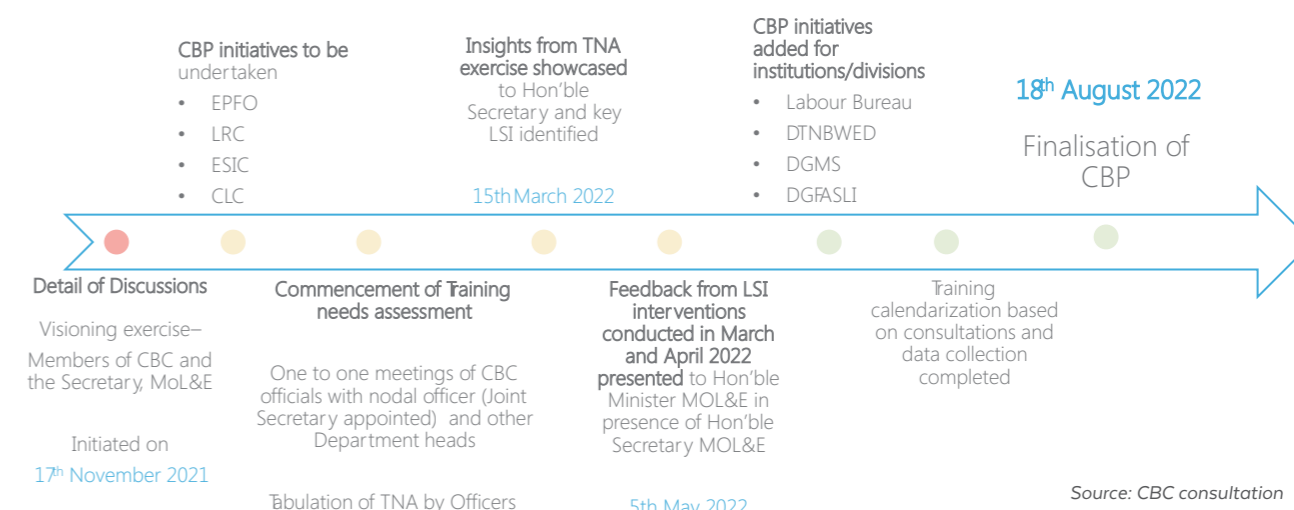 CBP initiatives to be
undertaken
• EPFO
• LRC
• ESIC
• CLC
Insights from TNA
exercise showcased
to Hon'ble
Secretary and key
LSI identified
15th March 2022
CBP initiatives
added for
institutions/divisions
• Labour Bureau
• DTNBWED
• DGMS
• DGFASLI
18th August 2022
Finalisation of
CBP
Detail of Discussions
Visioning exercise–
Members of CBC and
the Secretary, MoL&E
Initiated on
17th November 2021
Commencement of Training
needs assessment
One to one meetings of CBC
officials with nodal officer (Joint
Secretary appointed) and other
Department heads
Tabulation of TNA by Officers
Feedback from LSI
interventions
conducted in March
and April 2022
presented to Hon'ble
Minister MOL&E in
presence of Hon'ble
Secretary MOL&E
5th May 2022
Training
calendarization based
on consultations and
data collection
completed
Source: CBC consultation